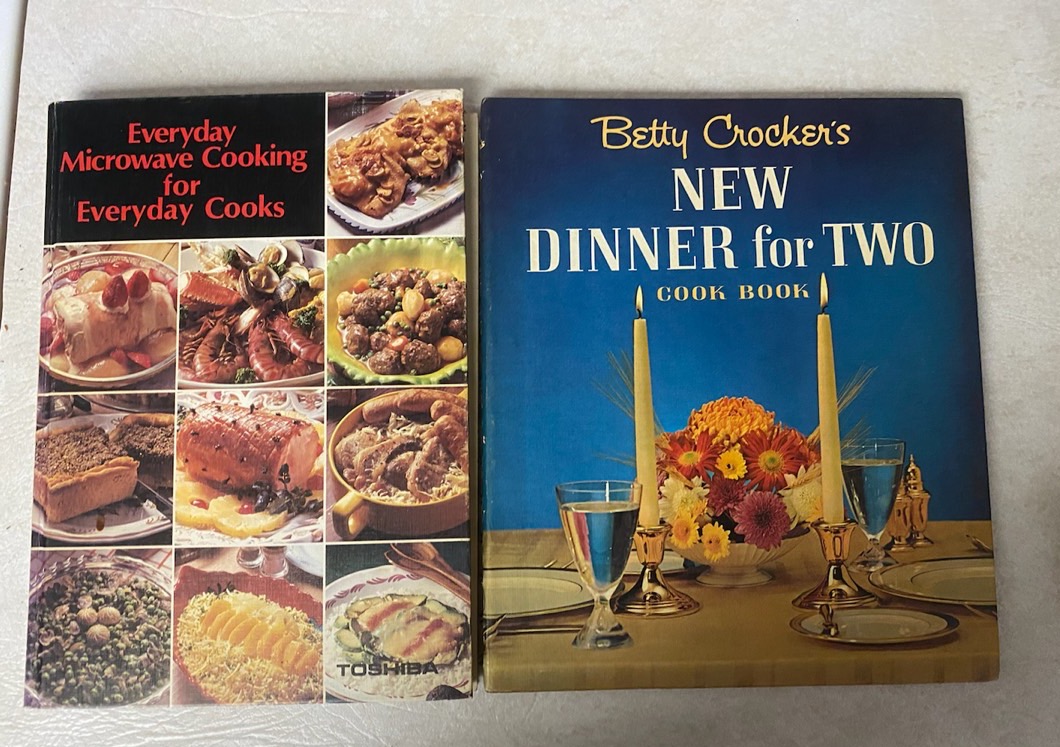 Everyday
Microwave Cooking
for
Everyday Cooks
TOSHIBA
Betty Crocker's
NEW
DINNER for TWO
COOK BOOK